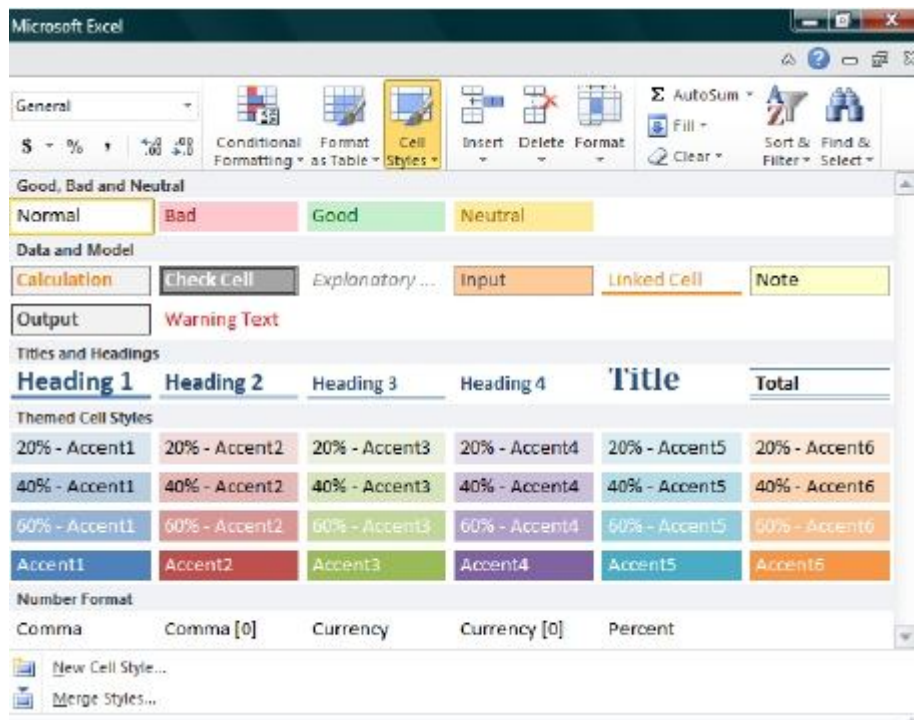 Microsoft Excel
General
$ % ,
Conditional Formatting
Format as Table
Cell Styles
Insert Delete Format
Σ AutoSum
Fill
Clear
Sort & Filter
Find & Select
Good, Bad and Neutral
Normal Bad Good Neutral
Data and Model
Calculation Check Cell Explanatory ... Input Linked Cell Note
Output Warning Text
Titles and Headings
Heading 1 Heading 2 Heading 3 Heading 4 Title Total
Themed Cell Styles
20% - Accent1 20% - Accent2 20% - Accent3 20% - Accent4 20% - Accent5 20% - Accent6
40% - Accent1 40% - Accent2 40% - Accent3 40% - Accent4 40% - Accent5 40% - Accent6
60% - Accent1 60% - Accent2 60% - Accent3 60% - Accent4 60% - Accent5 60% - Accent6
Accent1 Accent2 Accent3 Accent4 Accent5 Accent6
Number Format
Comma Comma [0] Currency Currency [0] Percent
New Cell Style...
Merge Styles...